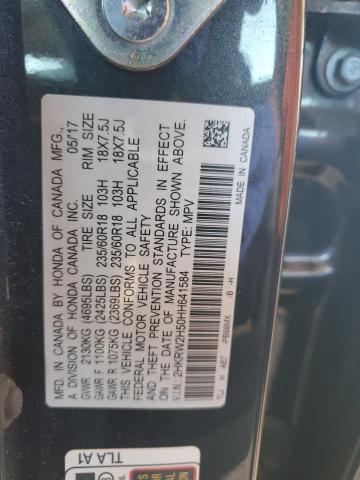 MFD. IN CANADA BY HONDA OF CANADA MFG.,
A DIV. OF HONDA CANADA INC. 05/17
TIRE SIZE RIM SIZE
GVWR 2130KG (4695LBS)
GAWR F 1100KG (2425LBS) 235/60R18 103H 18X7.5J
GAWR R 1075KG (2369LBS) 235/60R18 103H 18X7.5J
THIS VEHICLE CONFORMS TO ALL APPLICABLE
FEDERAL MOTOR VEHICLE SAFETY AND BUMPER
AND THEFT PREVENTION STANDARDS IN EFFECT
ON THE DATE OF MANUFACTURE SHOWN ABOVE.
V.I.N.: 2HKRW2H50HH641584 TYPE: MPV
MADE IN CANADA
-B -H
TLA A1